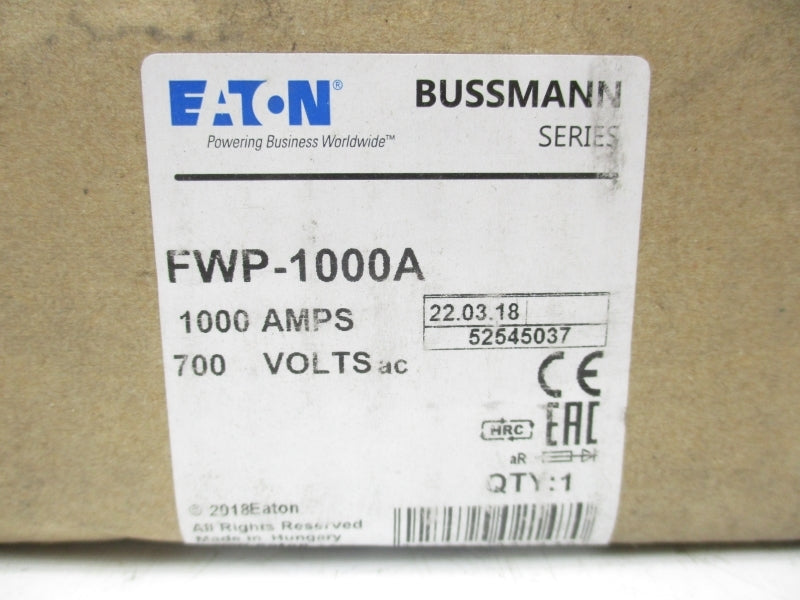 EATON® BUSSMANN
Powering Business Worldwide™ SERIES
FWP-1000A
1000 AMPS 22.03.18
52545037
700 VOLTS ac
CE
HRC EAC
aR
QTY:1
© 2018Eaton
All Rights Reserved
Made in Hungary